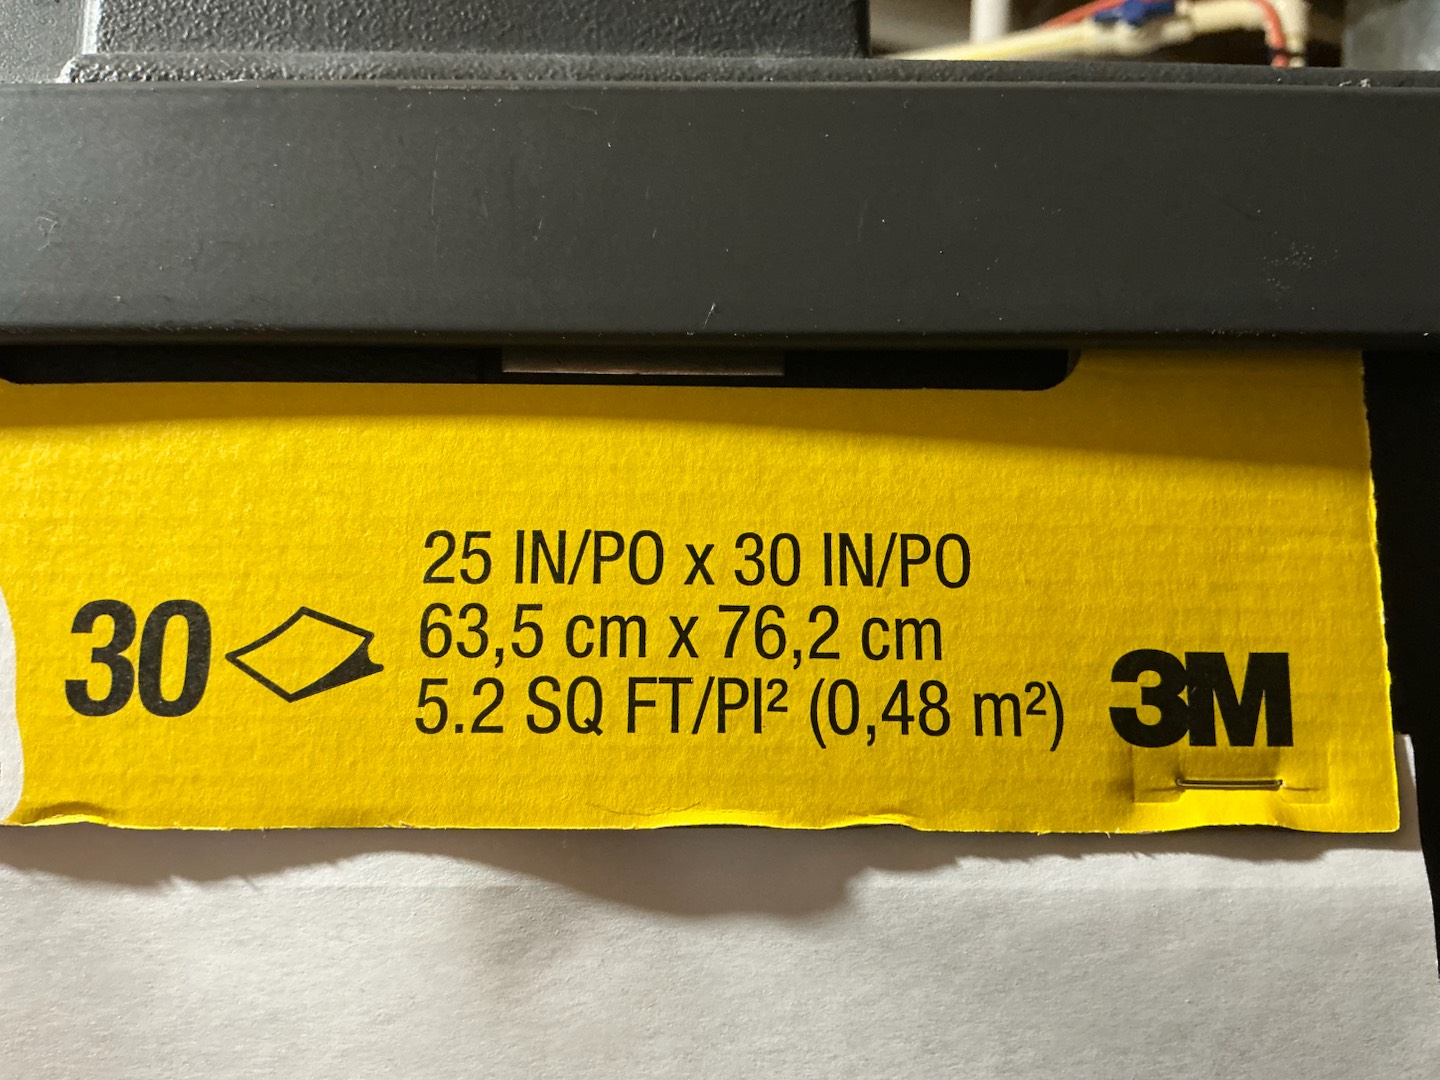 30
25 IN/PO x 30 IN/PO
63,5 cm x 76,2 cm
5.2 SQ FT/PI² (0,48 m²)
3M